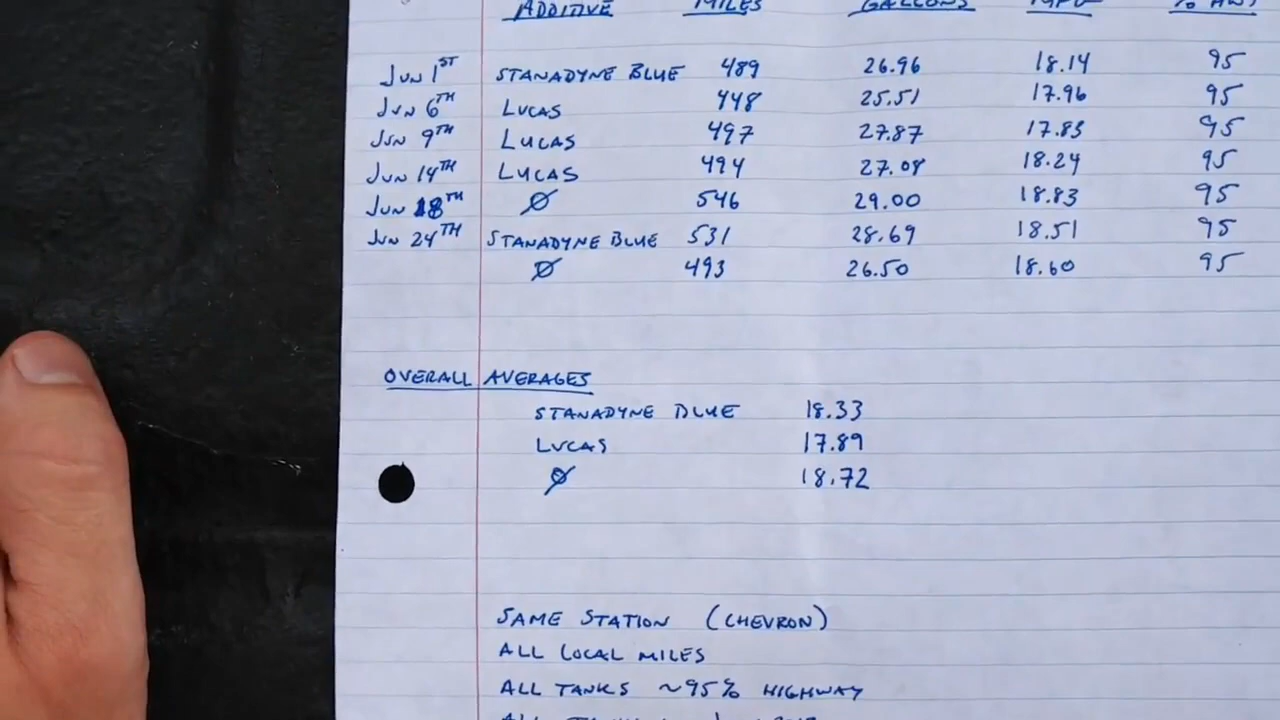 ADDITIVE MILES GALLONS MPG % HWY
JUN 1ST STANADYNE BLUE 489 26.96 18.14 95
JUN 6TH LUCAS 448 25.51 17.96 95
JUN 9TH LUCAS 497 27.87 17.83 95
JUN 14TH LUCAS 494 27.08 18.24 95
JUN 18TH Ø 546 29.00 18.83 95
JUN 24TH STANADYNE BLUE 531 28.69 18.51 95
Ø 493 26.50 18.60 95
OVERALL AVERAGES
STANADYNE BLUE 18.33
LUCAS 17.89
Ø 18.72
SAME STATION (CHEVRON)
ALL LOCAL MILES
ALL TANKS ~95% HIGHWAY